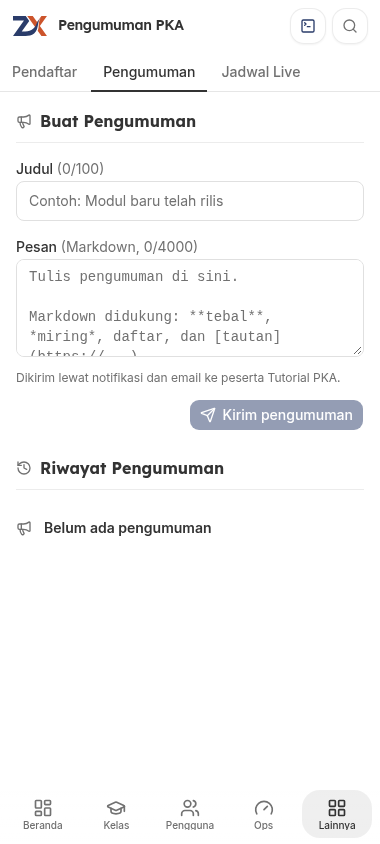 ZX Pengumuman PKA
Pendaftar Pengumuman Jadwal Live
Buat Pengumuman
Judul (0/100)
Contoh: Modul baru telah rilis
Pesan (Markdown, 0/4000)
Tulis pengumuman di sini.
Markdown didukung: **tebal**,
*miring*, daftar, dan [tautan]
(https://...)
Dikirim lewat notifikasi dan email ke peserta Tutorial PKA.
Kirim pengumuman
Riwayat Pengumuman
Belum ada pengumuman
Beranda Kelas Pengguna Ops Lainnya